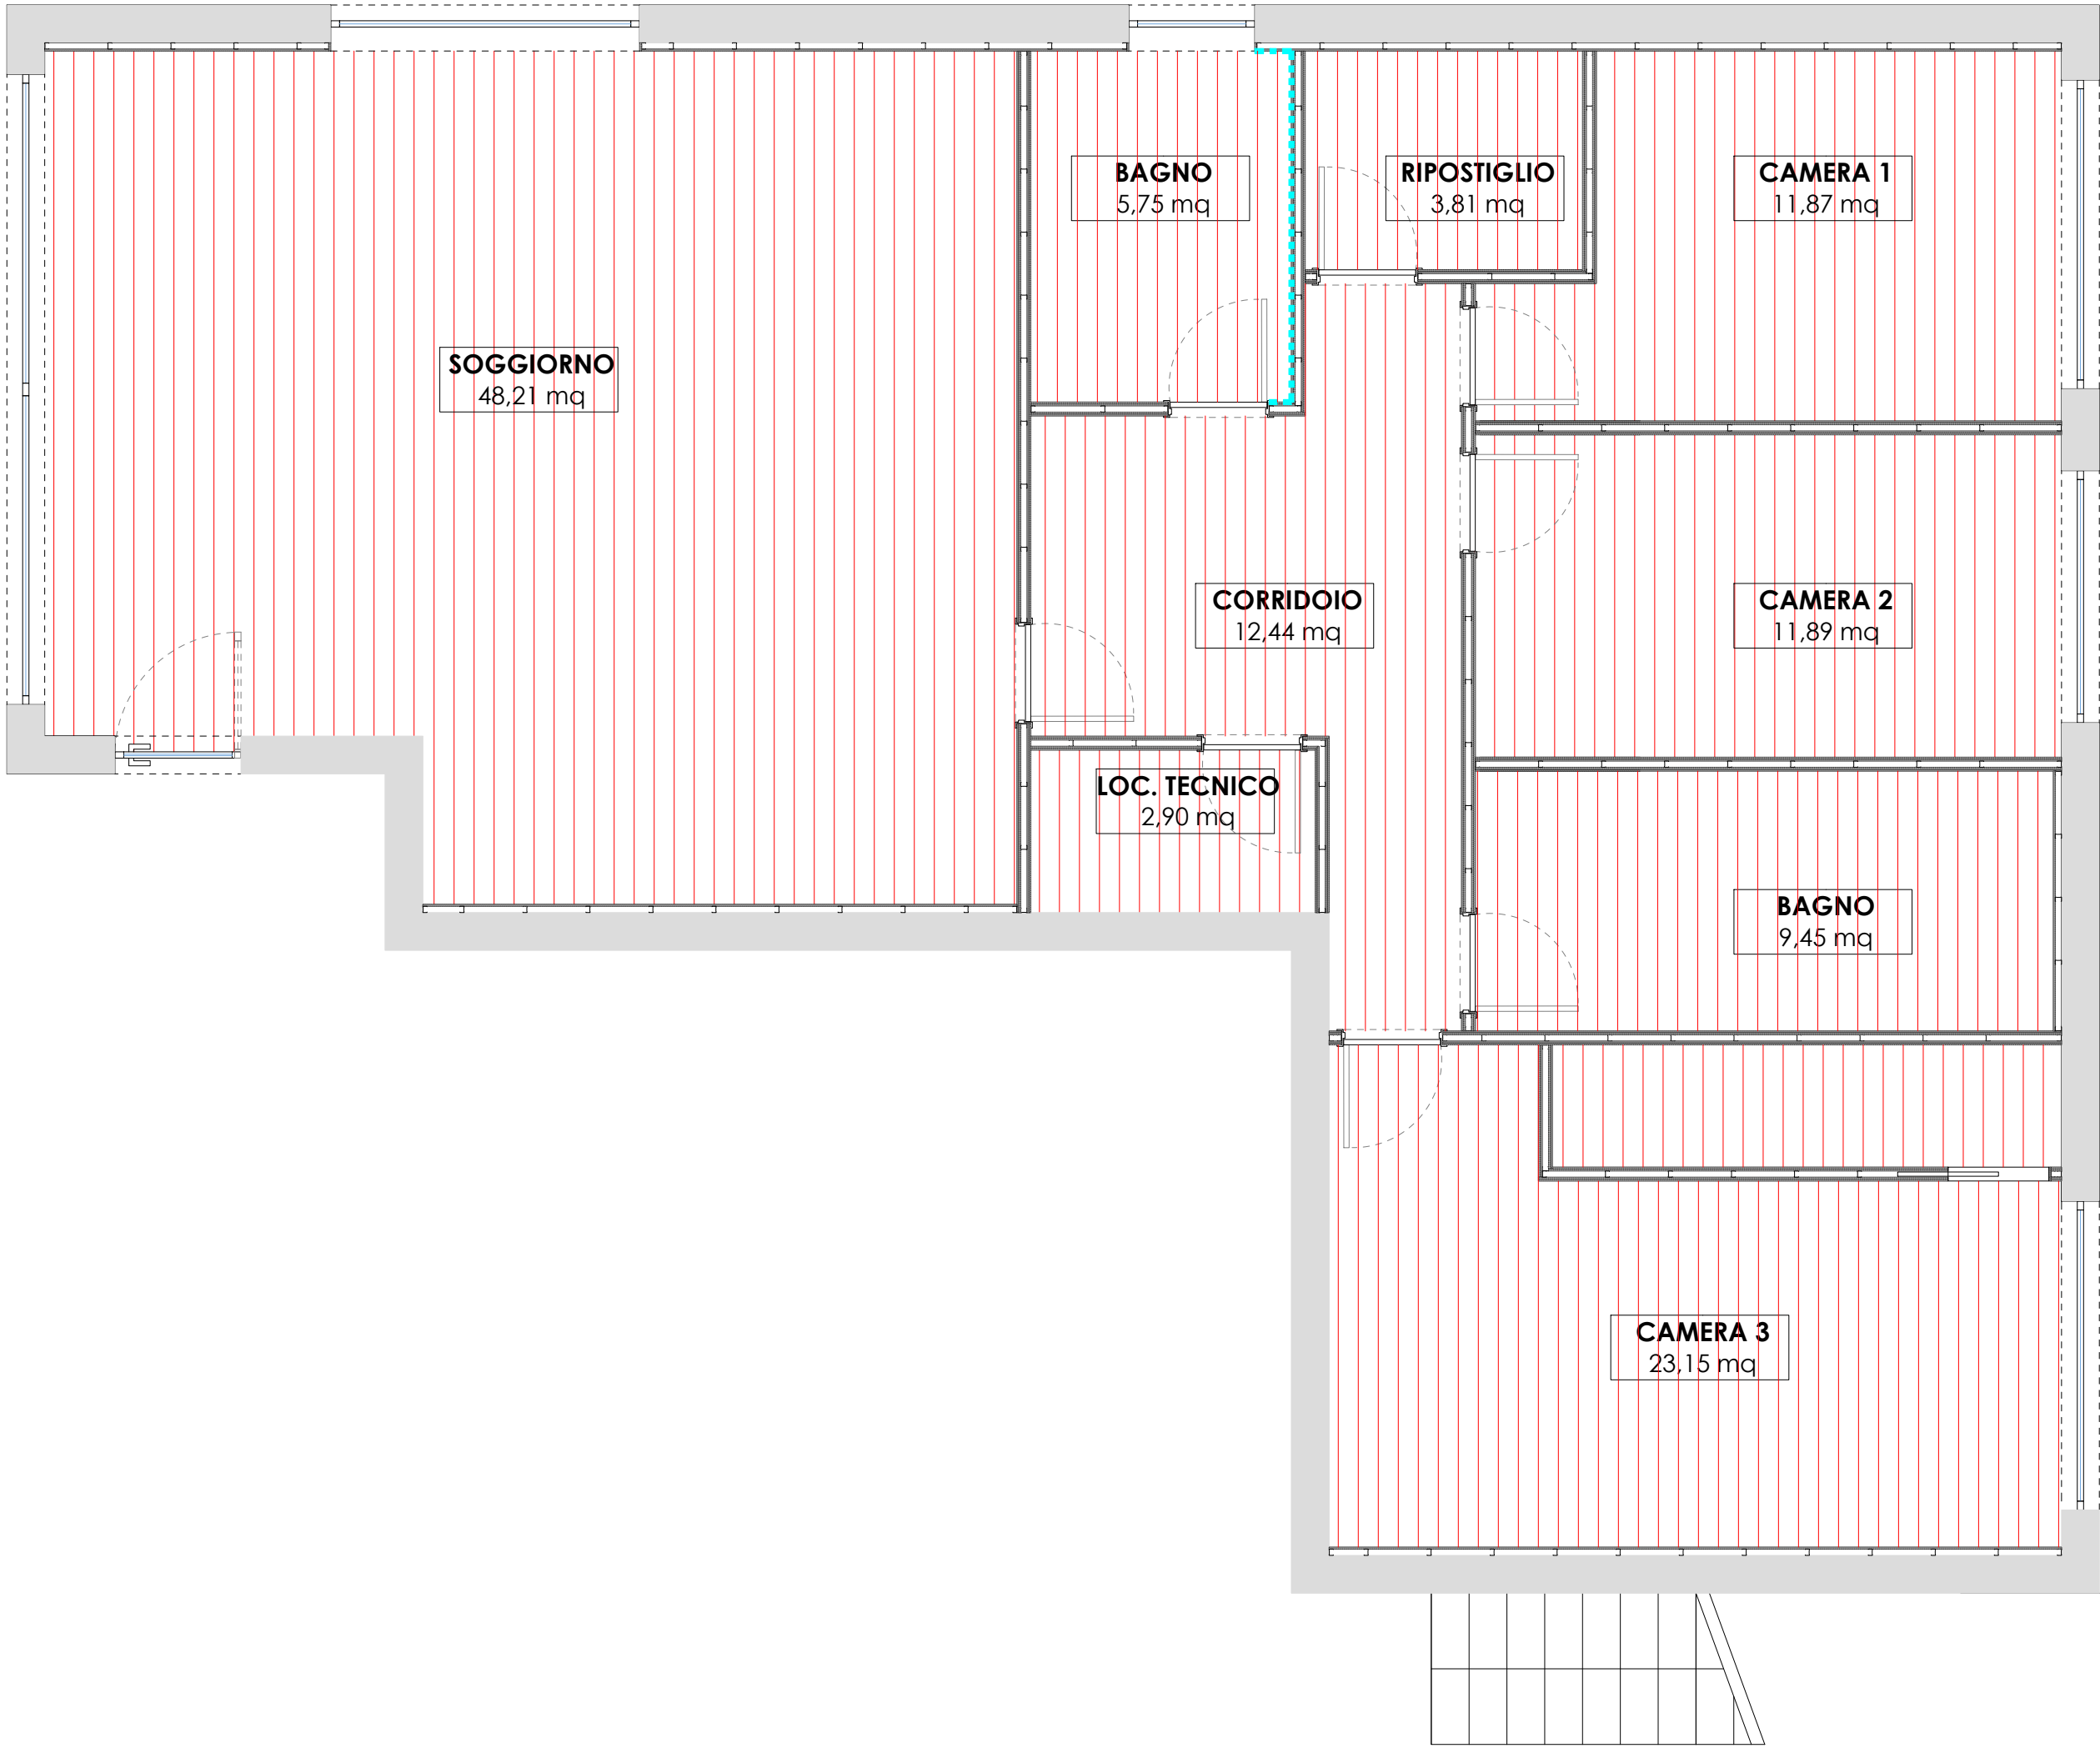 BAGNO
5,75 mq
RIPOSTIGLIO
3,81 mq
CAMERA 1
11,87 mq
SOGGIORNO
48,21 mq
CORRIDOIO
12,44 mq
CAMERA 2
11,89 mq
LOC. TECNICO
2,90 mq
BAGNO
9,45 mq
CAMERA 3
23,15 mq